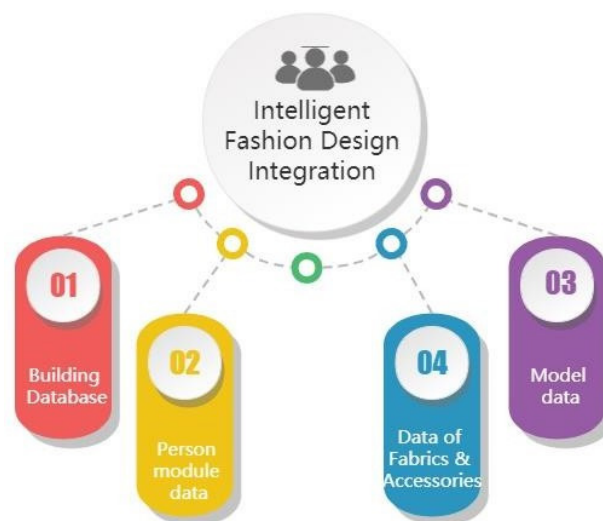 Intelligent
Fashion Design
Integration
01
Building
Database
02
Person
module
data
04
Data of
Fabrics &
Accessories
03
Model
data